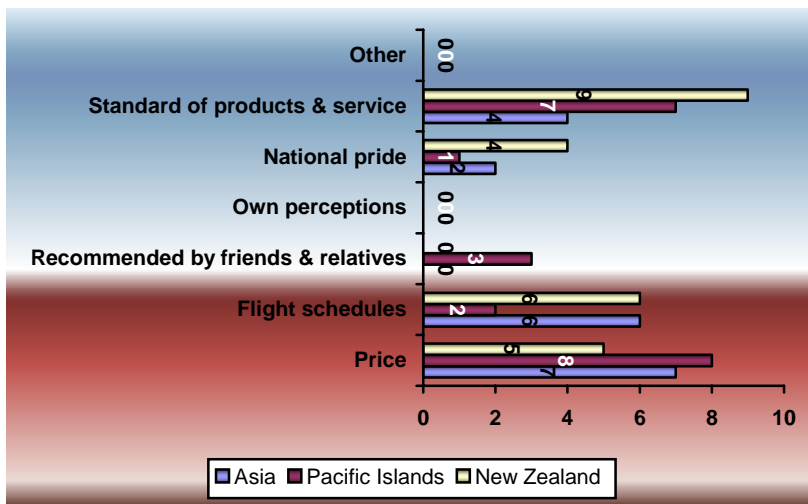 Other
0 0 0
Standard of products & service
9
7
4
National pride
4
1
2
Own perceptions
0 0 0
Recommended by friends & relatives
0
3
0
Flight schedules
6
2
6
Price
5
8
7
0 2 4 6 8 10
Asia Pacific Islands New Zealand